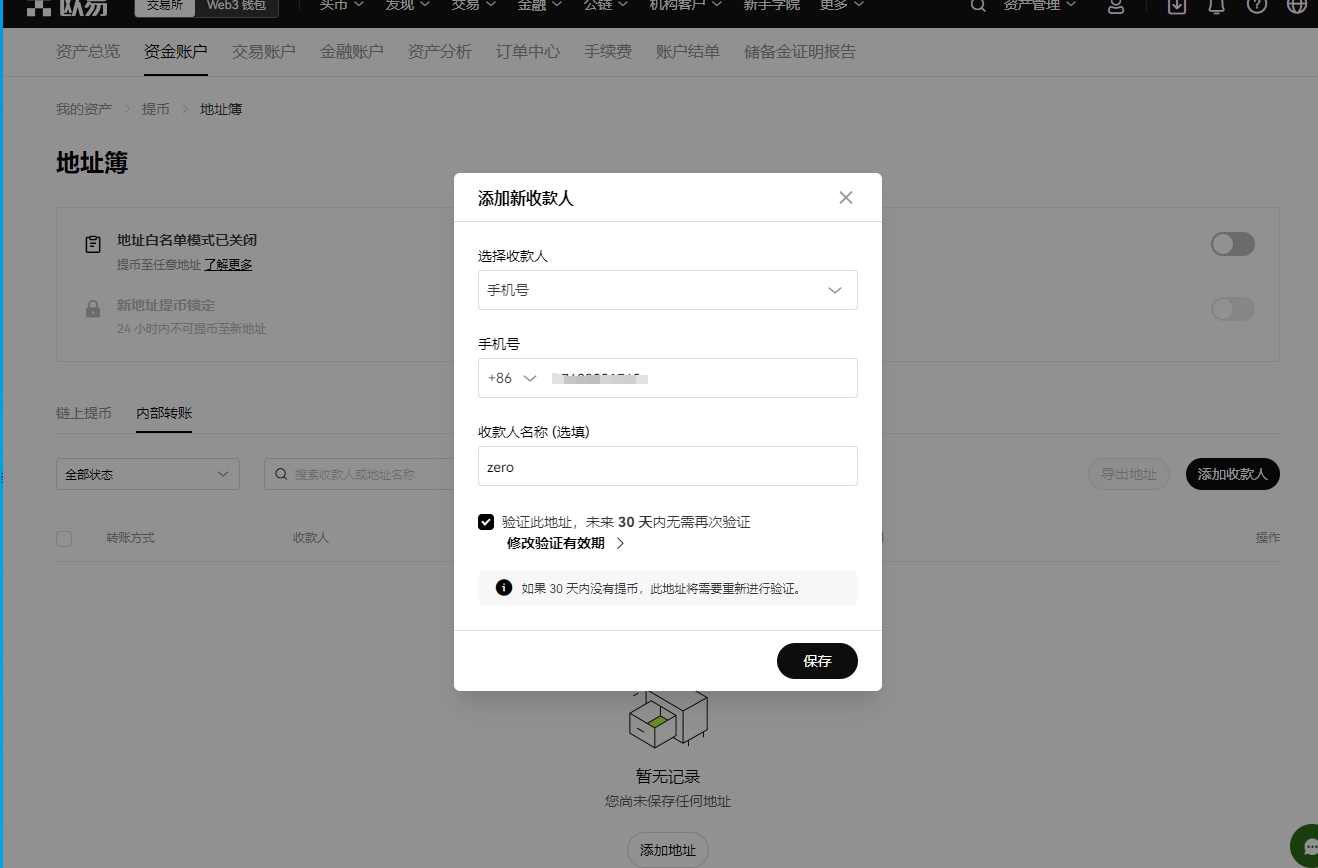 欧易 交易所 Web3 钱包 买币 发现 交易 金融 公链 机构客户 新手学院 更多 资产管理
资产总览 资金账户 交易账户 金融账户 资产分析 订单中心 手续费 账户结单 储备金证明报告
我的资产 提币 地址簿
地址簿
地址白名单模式已关闭
提币至任意地址 了解更多
新地址提币锁定
24 小时内不可提币至新地址
链上提币 内部转账
全部状态 搜索收款人或地址名称 导出地址 添加收款人
转账方式 收款人 操作
添加新收款人
选择收款人
手机号
手机号
+86
收款人名称 (选填)
zero
验证此地址，未来 30 天内无需再次验证
修改验证有效期
如果 30 天内没有提币，此地址将需要重新进行验证。
保存
暂无记录
您尚未保存任何地址
添加地址